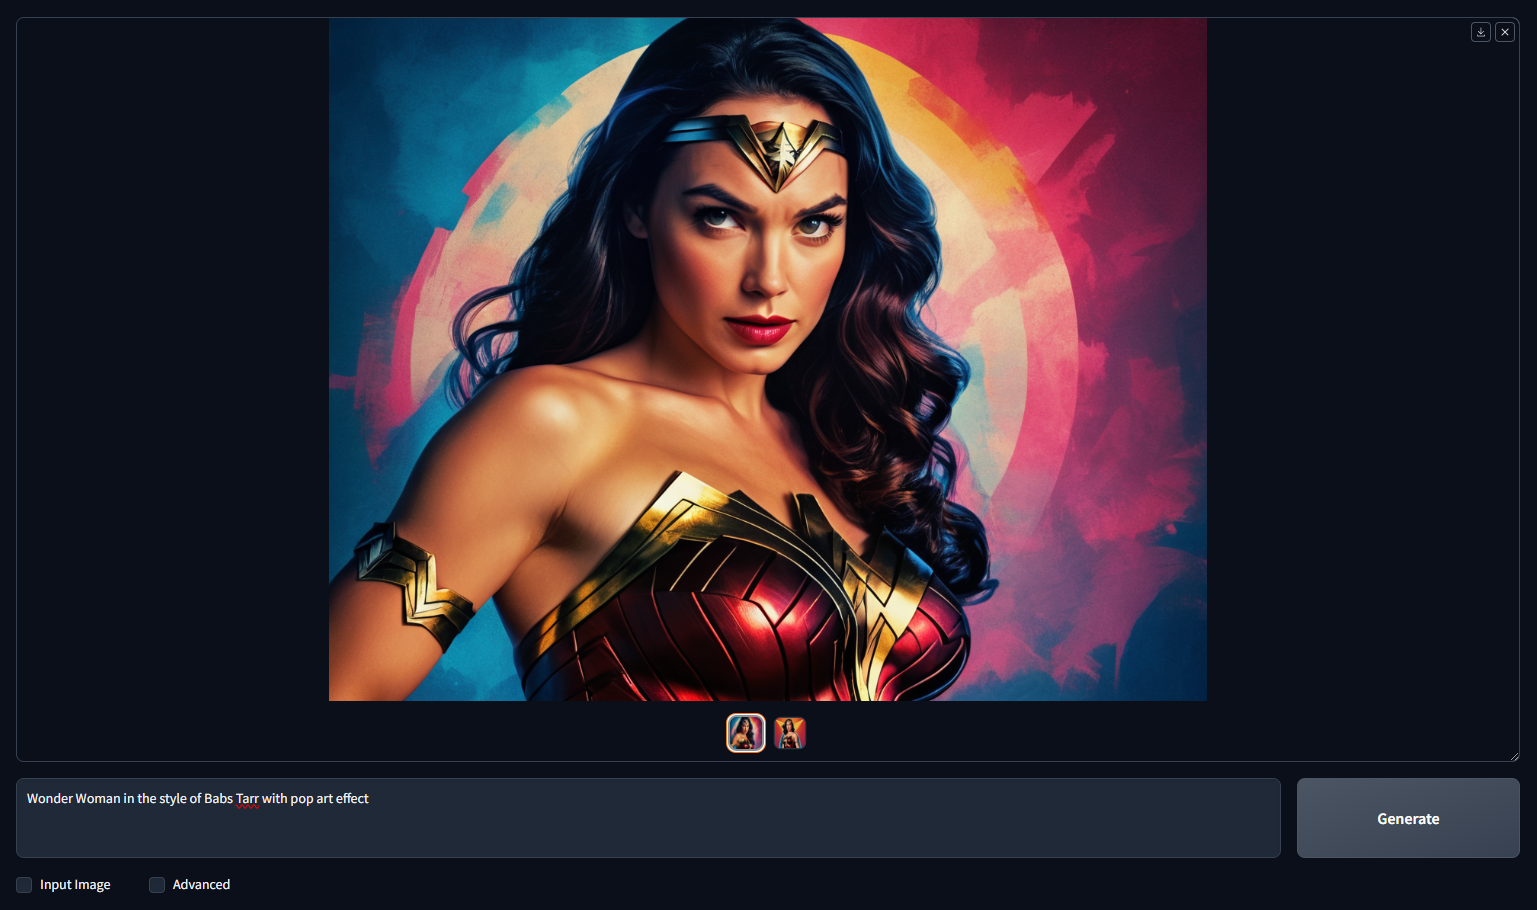 Wonder Woman in the style of Babs Tarr with pop art effect
Generate
Input Image
Advanced